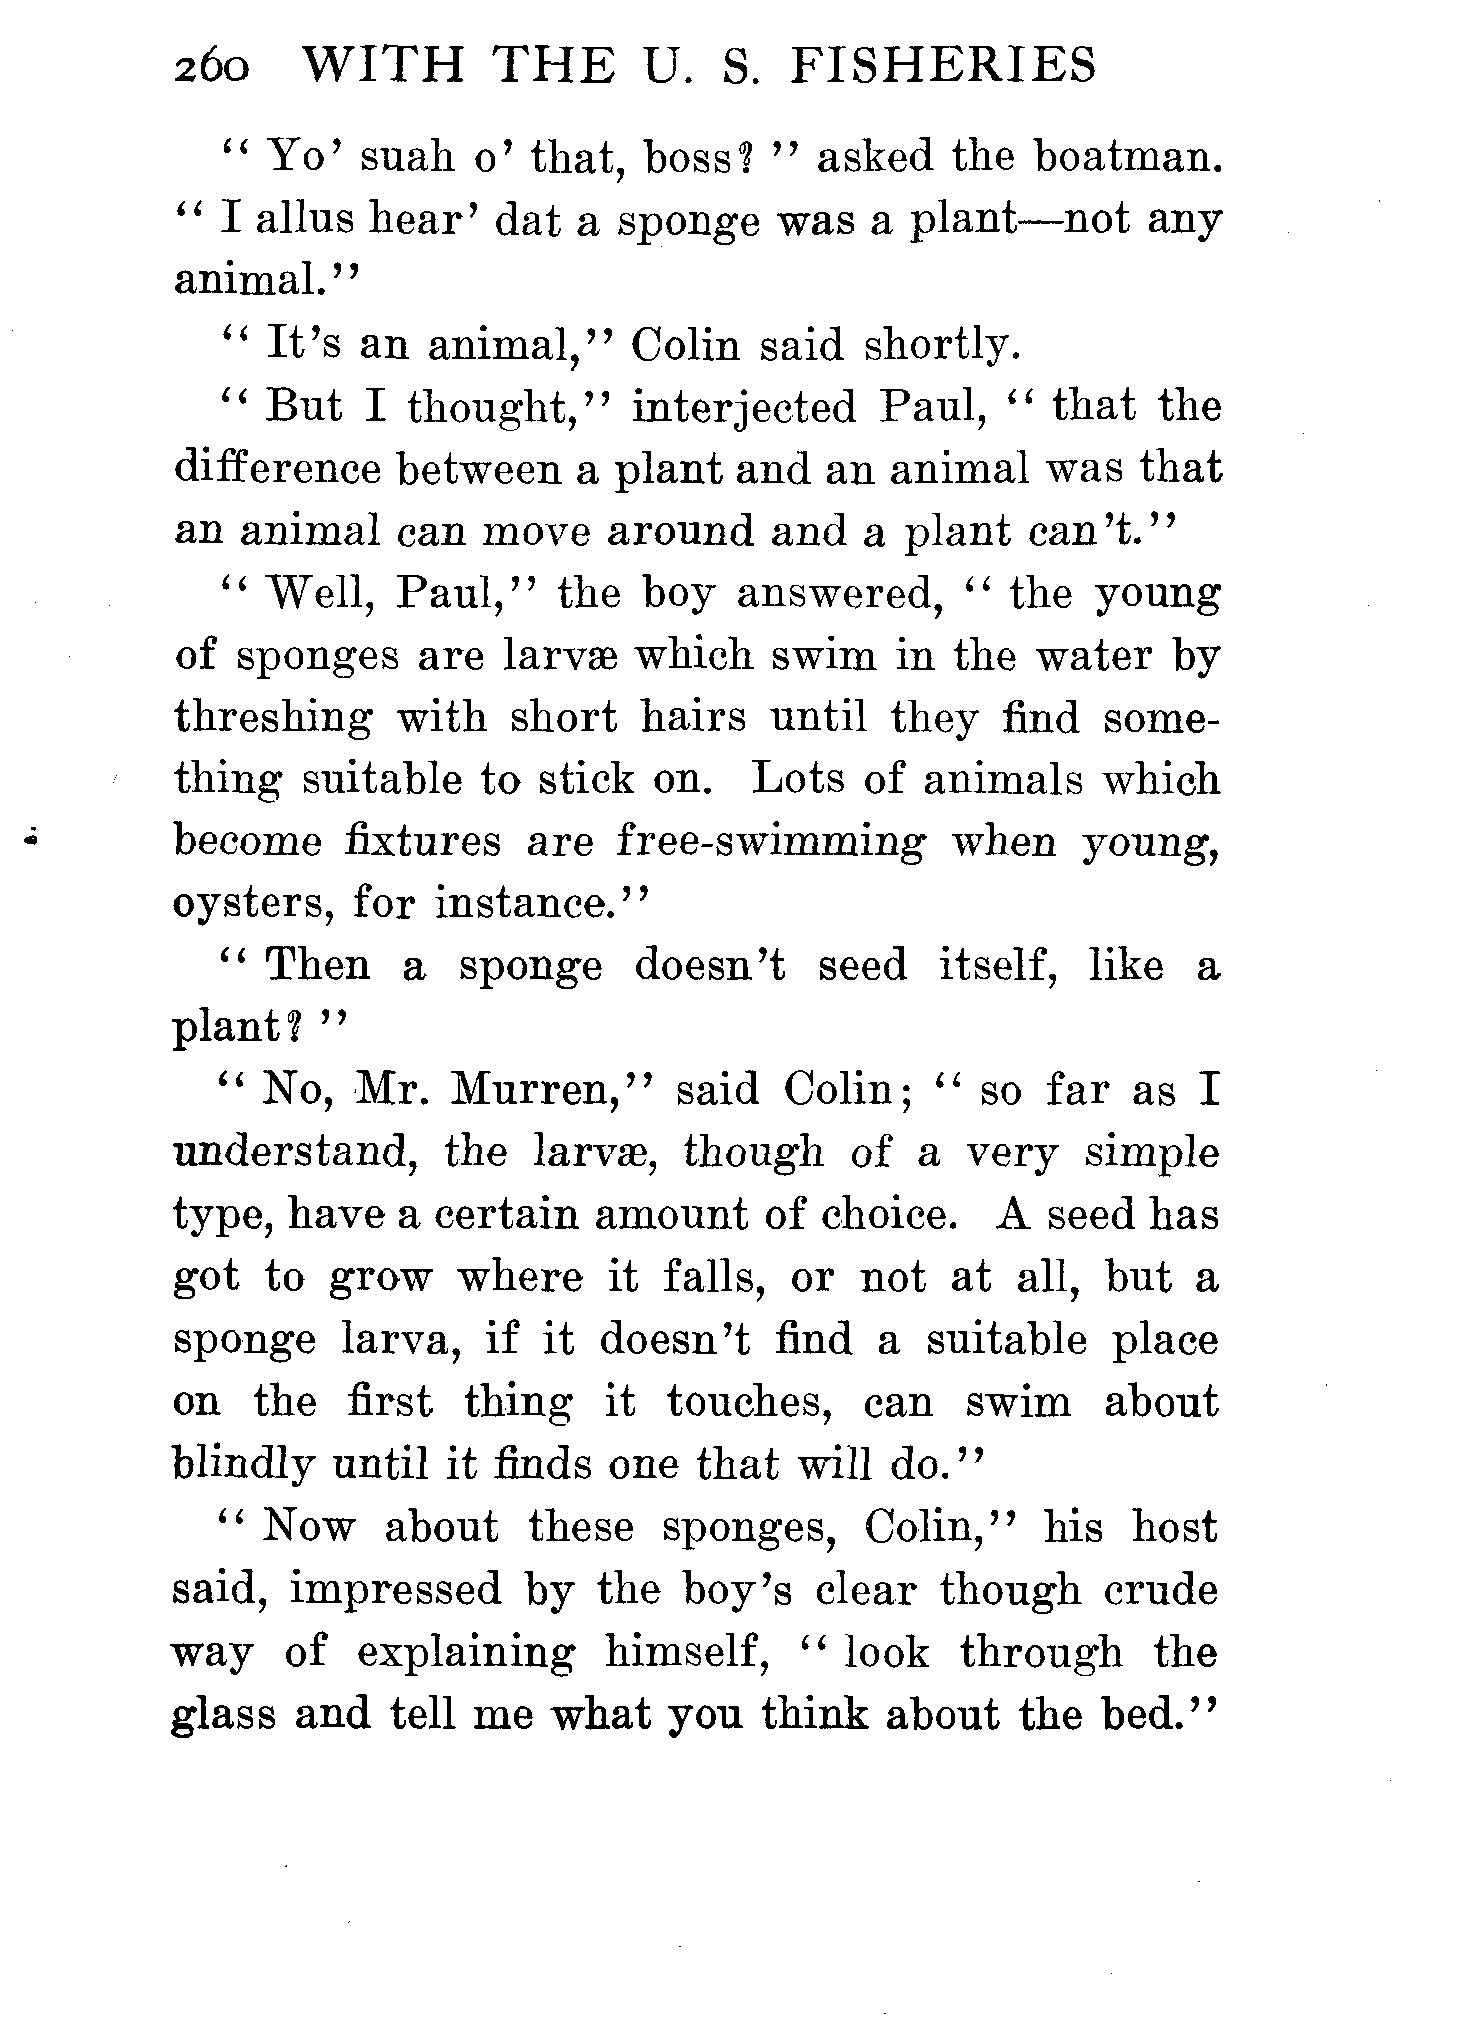 260 WITH THE U. S. FISHERIES
“ Yo’ suah o’ that, boss? ” asked the boatman.
“ I allus hear’ dat a sponge was a plant—not any
animal.”
“ It’s an animal,” Colin said shortly.
“ But I thought,” interjected Paul, “ that the
difference between a plant and an animal was that
an animal can move around and a plant can’t.”
“ Well, Paul,” the boy answered, “ the young
of sponges are larvæ which swim in the water by
threshing with short hairs until they find some-
thing suitable to stick on. Lots of animals which
become fixtures are free-swimming when young,
oysters, for instance.”
“ Then a sponge doesn’t seed itself, like a
plant? ”
“ No, Mr. Murren,” said Colin; “ so far as I
understand, the larvæ, though of a very simple
type, have a certain amount of choice. A seed has
got to grow where it falls, or not at all, but a
sponge larva, if it doesn’t find a suitable place
on the first thing it touches, can swim about
blindly until it finds one that will do.”
“ Now about these sponges, Colin,” his host
said, impressed by the boy’s clear though crude
way of explaining himself, “ look through the
glass and tell me what you think about the bed.”